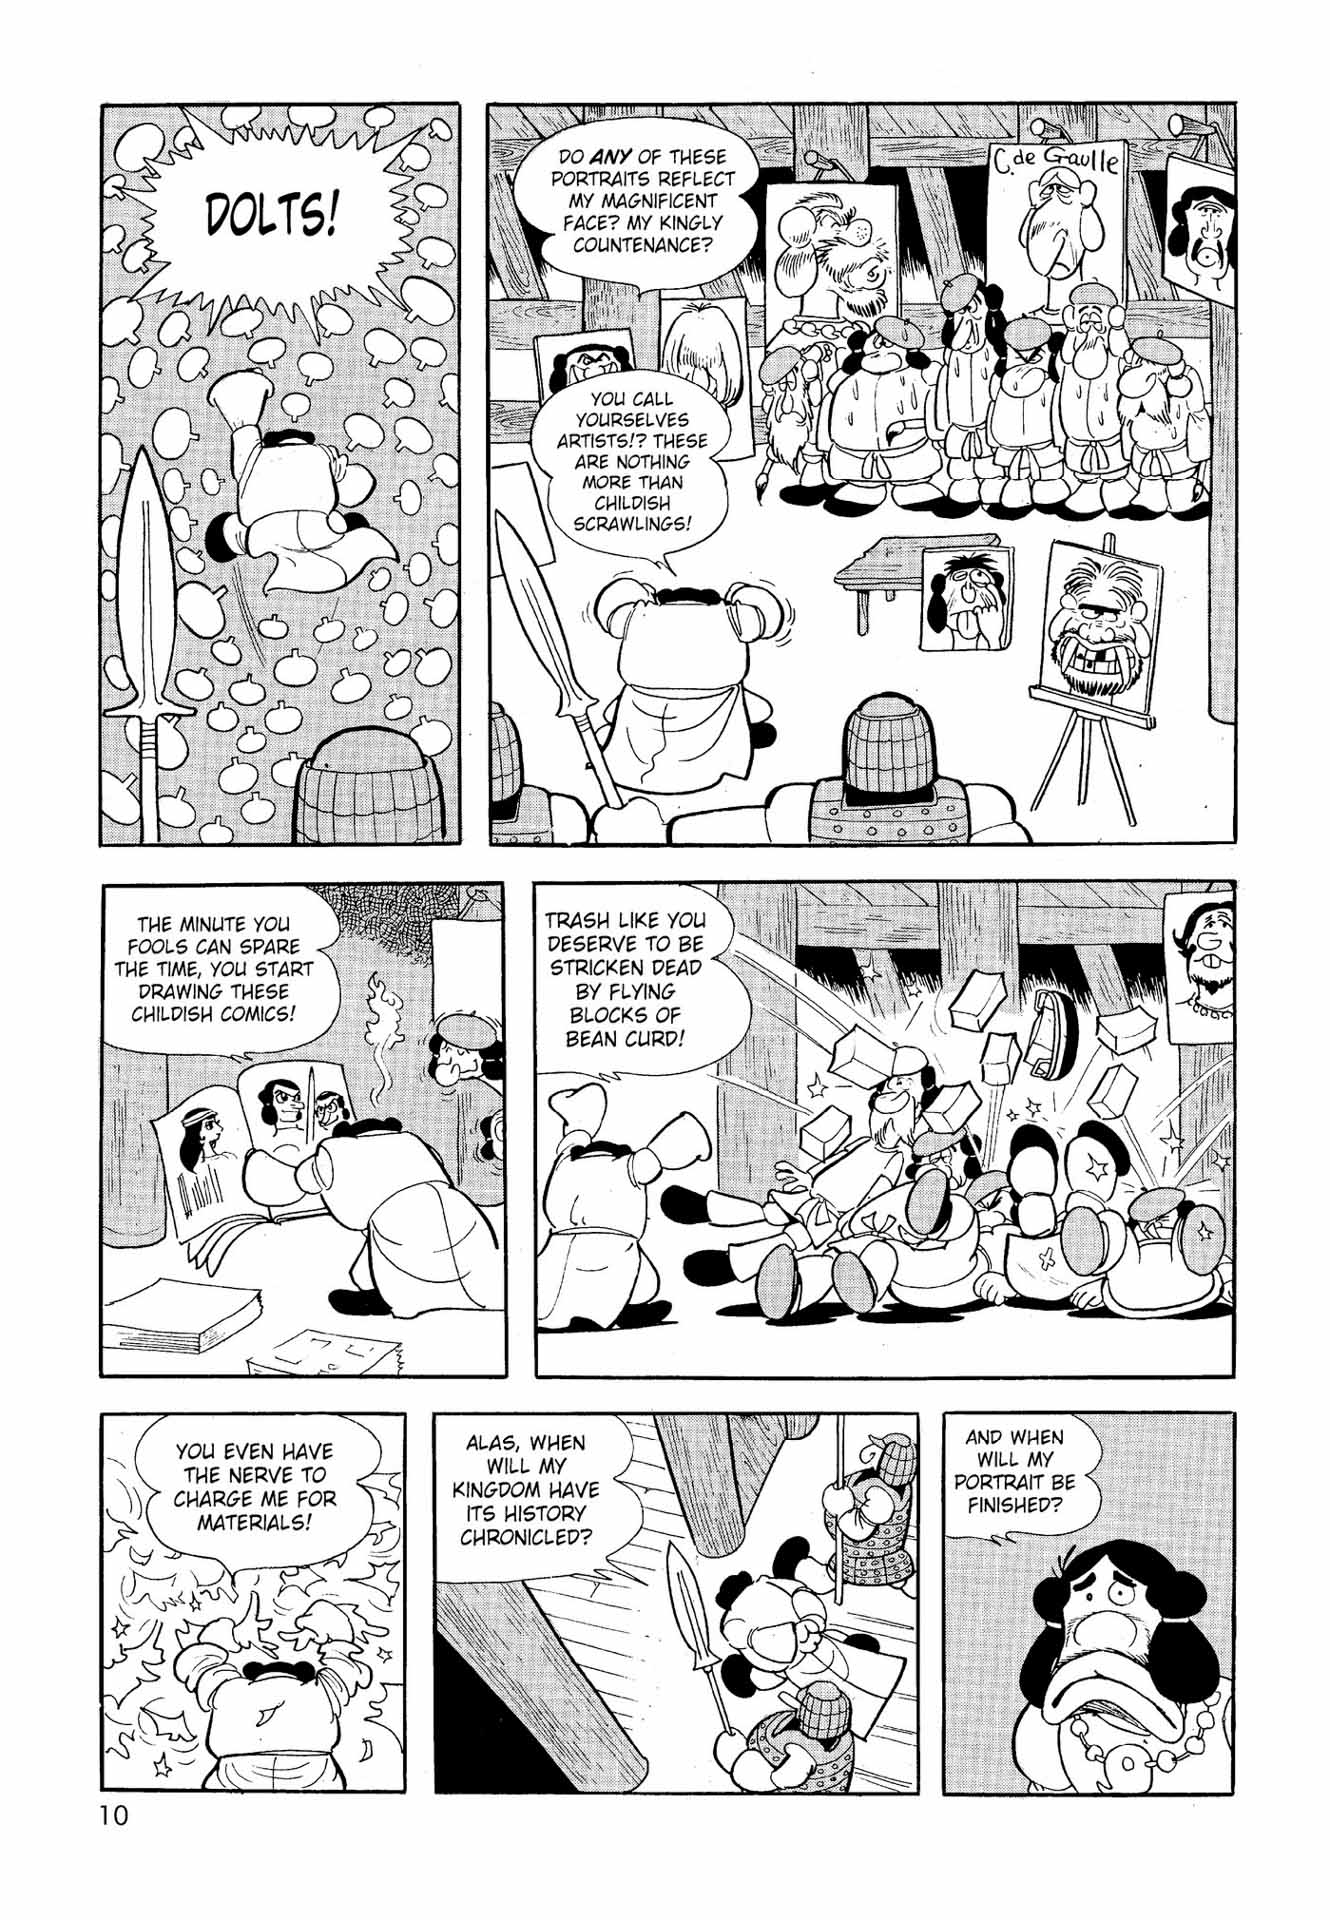 DOLTS!
DO ANY OF THESE
PORTRAITS REFLECT
MY MAGNIFICENT
FACE? MY KINGLY
COUNTENANCE?
C. de Gaulle
YOU CALL
YOURSELVES
ARTISTS!? THESE
ARE NOTHING
MORE THAN
CHILDISH
SCRAWLINGS!
THE MINUTE YOU
FOOLS CAN SPARE
THE TIME, YOU START
DRAWING THESE
CHILDISH COMICS!
TRASH LIKE YOU
DESERVE TO BE
STRICKEN DEAD
BY FLYING
BLOCKS OF
BEAN CURD!
YOU EVEN HAVE
THE NERVE TO
CHARGE ME FOR
MATERIALS!
ALAS, WHEN
WILL MY
KINGDOM HAVE
ITS HISTORY
CHRONICLED?
AND WHEN
WILL MY
PORTRAIT BE
FINISHED?
10